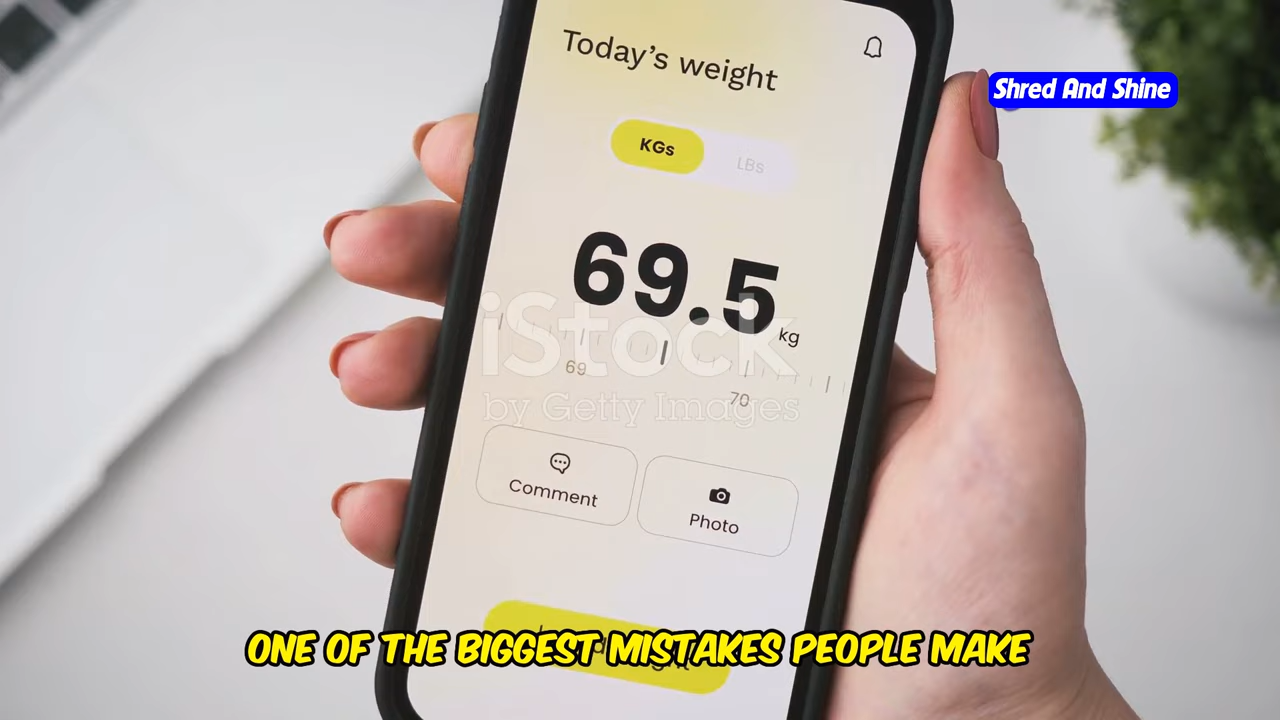 Today's weight
Shred And Shine
KGs
LBs
69.5 kg
iStock
69
70
by Getty Images
Comment
Photo
ONE OF THE BIGGEST MISTAKES PEOPLE MAKE